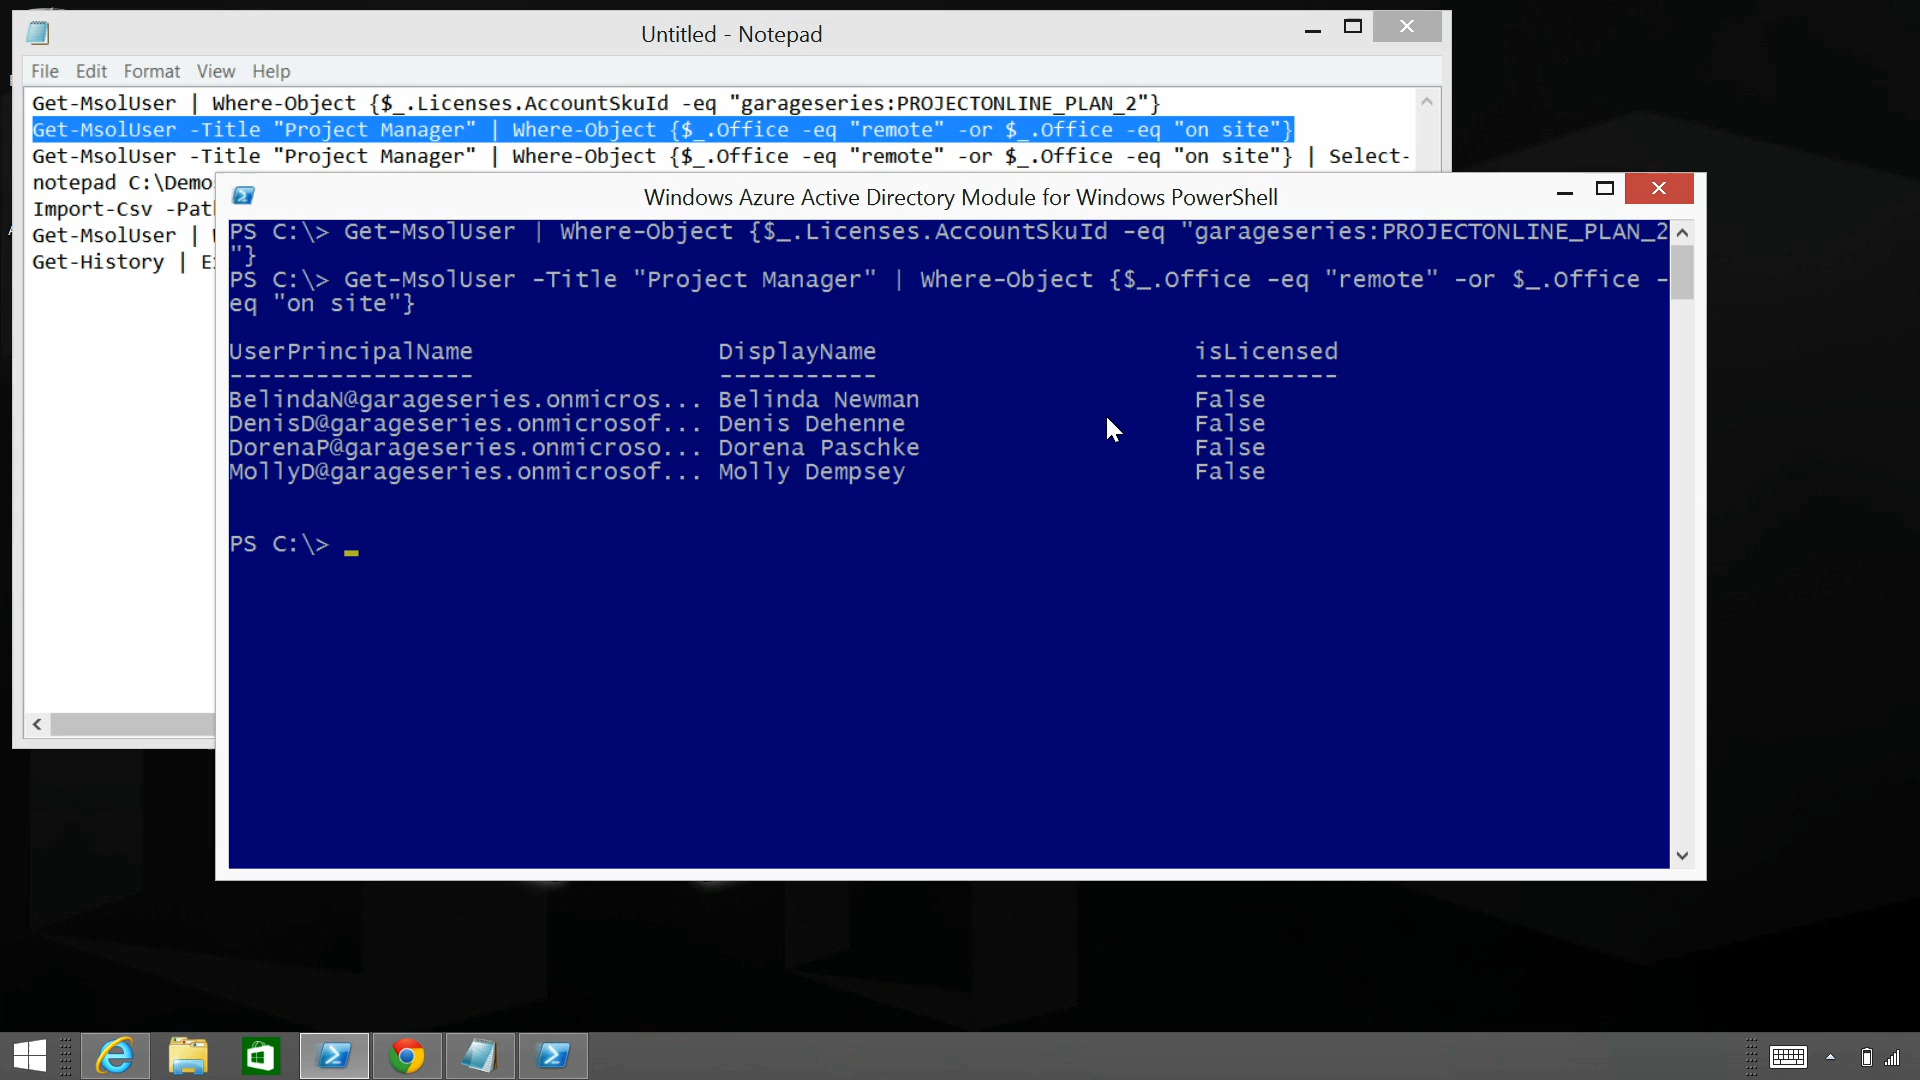 Untitled - Notepad
File Edit Format View Help
Get-MsolUser | Where-Object {$_.Licenses.AccountSkuId -eq "garageseries:PROJECTONLINE_PLAN_2"}
Get-MsolUser -Title "Project Manager" | Where-Object {$_.Office -eq "remote" -or $_.Office -eq "on site"}
Get-MsolUser -Title "Project Manager" | Where-Object {$_.Office -eq "remote" -or $_.Office -eq "on site"} | Select-
notepad C:\Demo
Import-Csv -Pat
Get-MsolUser |
Get-History | E
Windows Azure Active Directory Module for Windows PowerShell
PS C:\> Get-MsolUser | Where-Object {$_.Licenses.AccountSkuId -eq "garageseries:PROJECTONLINE_PLAN_2
"}
PS C:\> Get-MsolUser -Title "Project Manager" | Where-Object {$_.Office -eq "remote" -or $_.Office -
eq "on site"}
UserPrincipalName DisplayName isLicensed
----------------- ----------- ----------
BelindaN@garageseries.onmicros... Belinda Newman False
DenisD@garageseries.onmicrosof... Denis Dehenne False
DorenaP@garageseries.onmicroso... Dorena Paschke False
MollyD@garageseries.onmicrosof... Molly Dempsey False
PS C:\> _